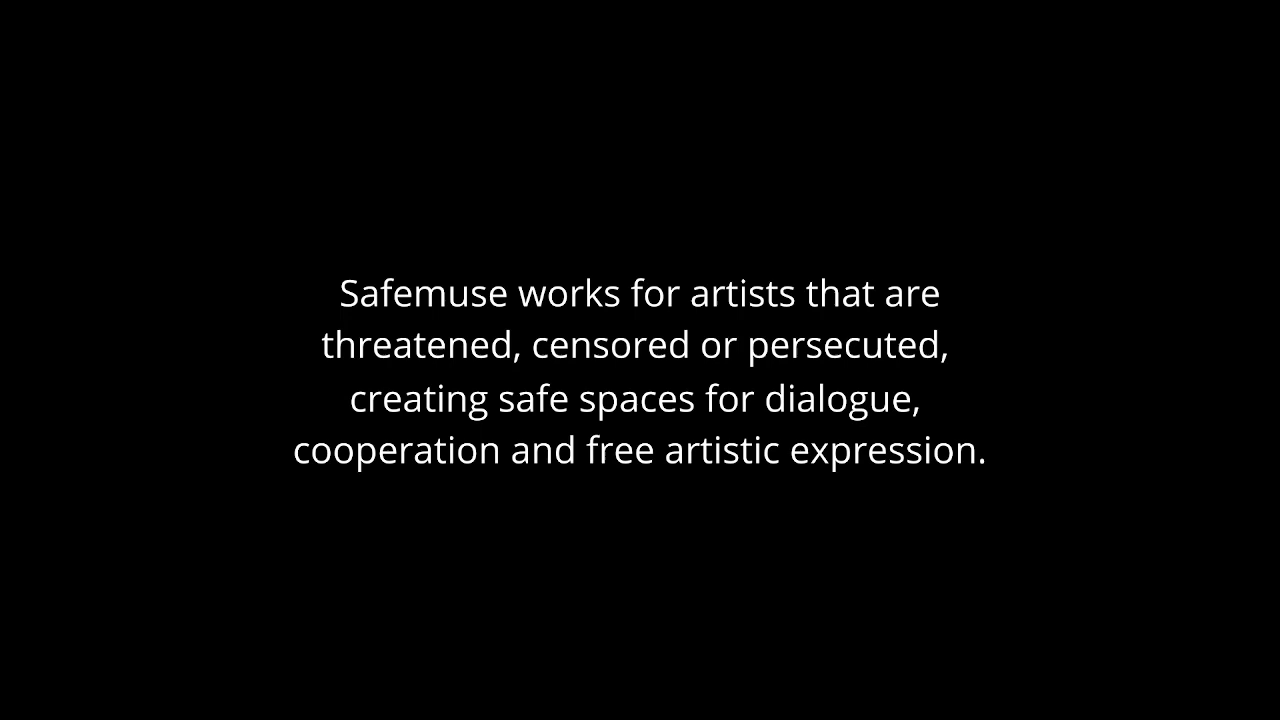 Safemuse works for artists that are
threatened, censored or persecuted,
creating safe spaces for dialogue,
cooperation and free artistic expression.